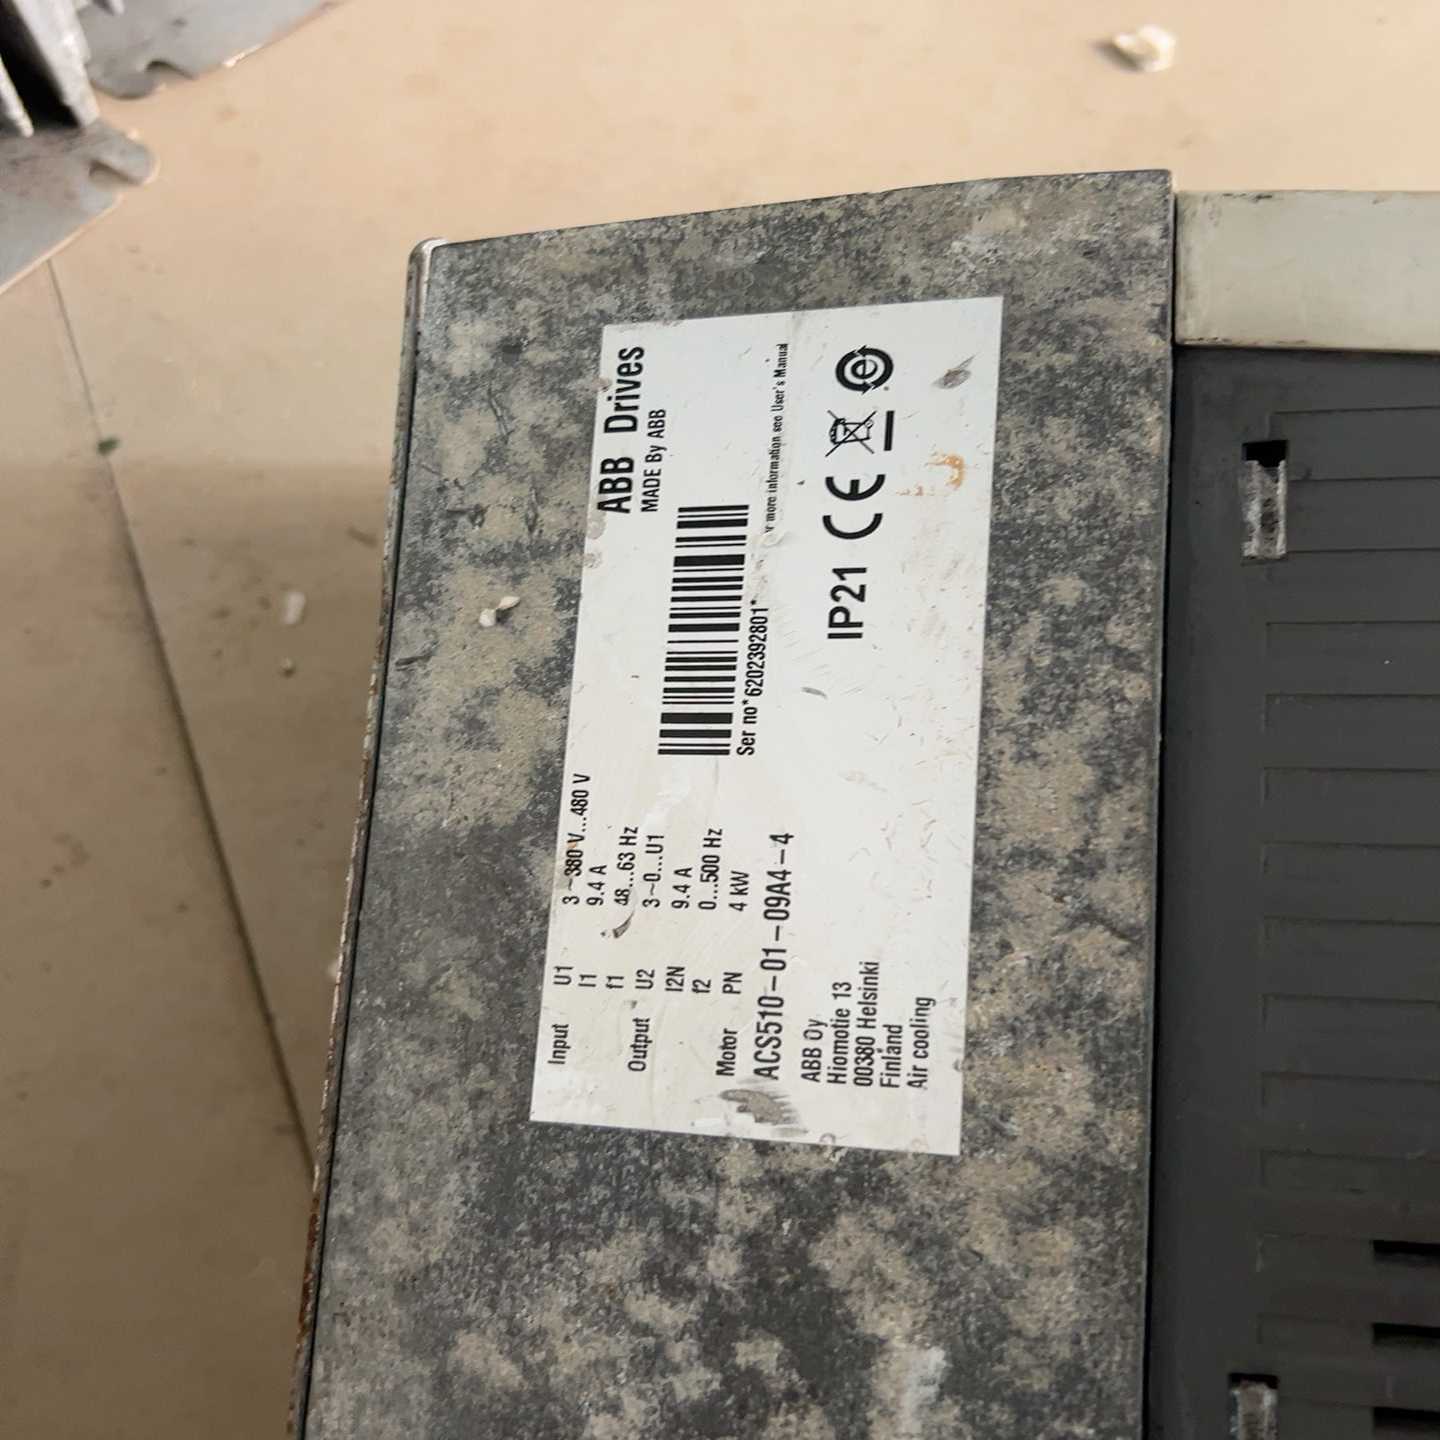 ABB Drives
MADE By ABB
Input U1 3~380 V...480 V
I1 9.4 A
f1 48...63 Hz
Output U2 3~0...U1
I2N 9.4 A
f2 0...500 Hz
Motor PN 4 kW
ACS510-01-09A4-4
Ser no*6202392801*
r more information see User's Manual
ABB Oy
Hiomotie 13
00380 Helsinki
Finland
Air cooling
IP21 CE